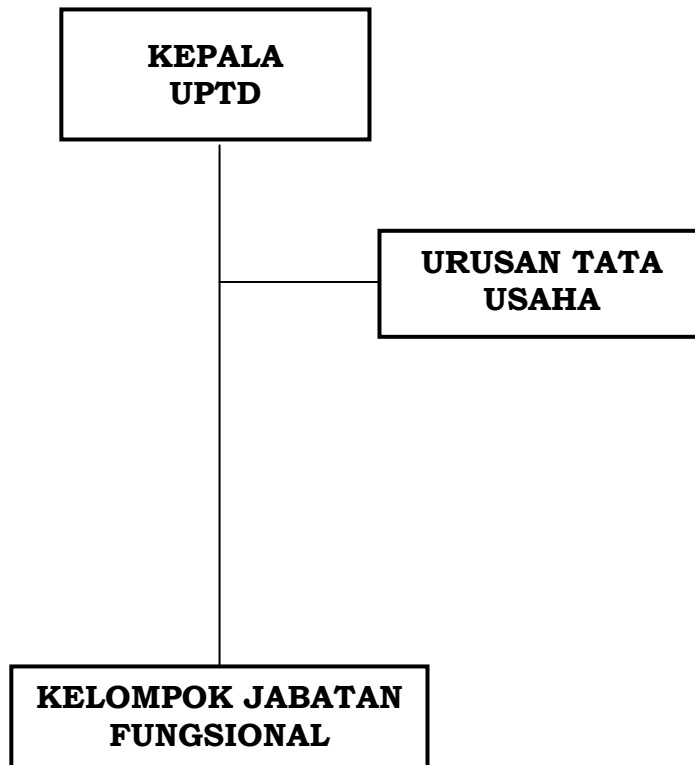 KEPALA
UPTD
URUSAN TATA
USAHA
KELOMPOK JABATAN
FUNGSIONAL